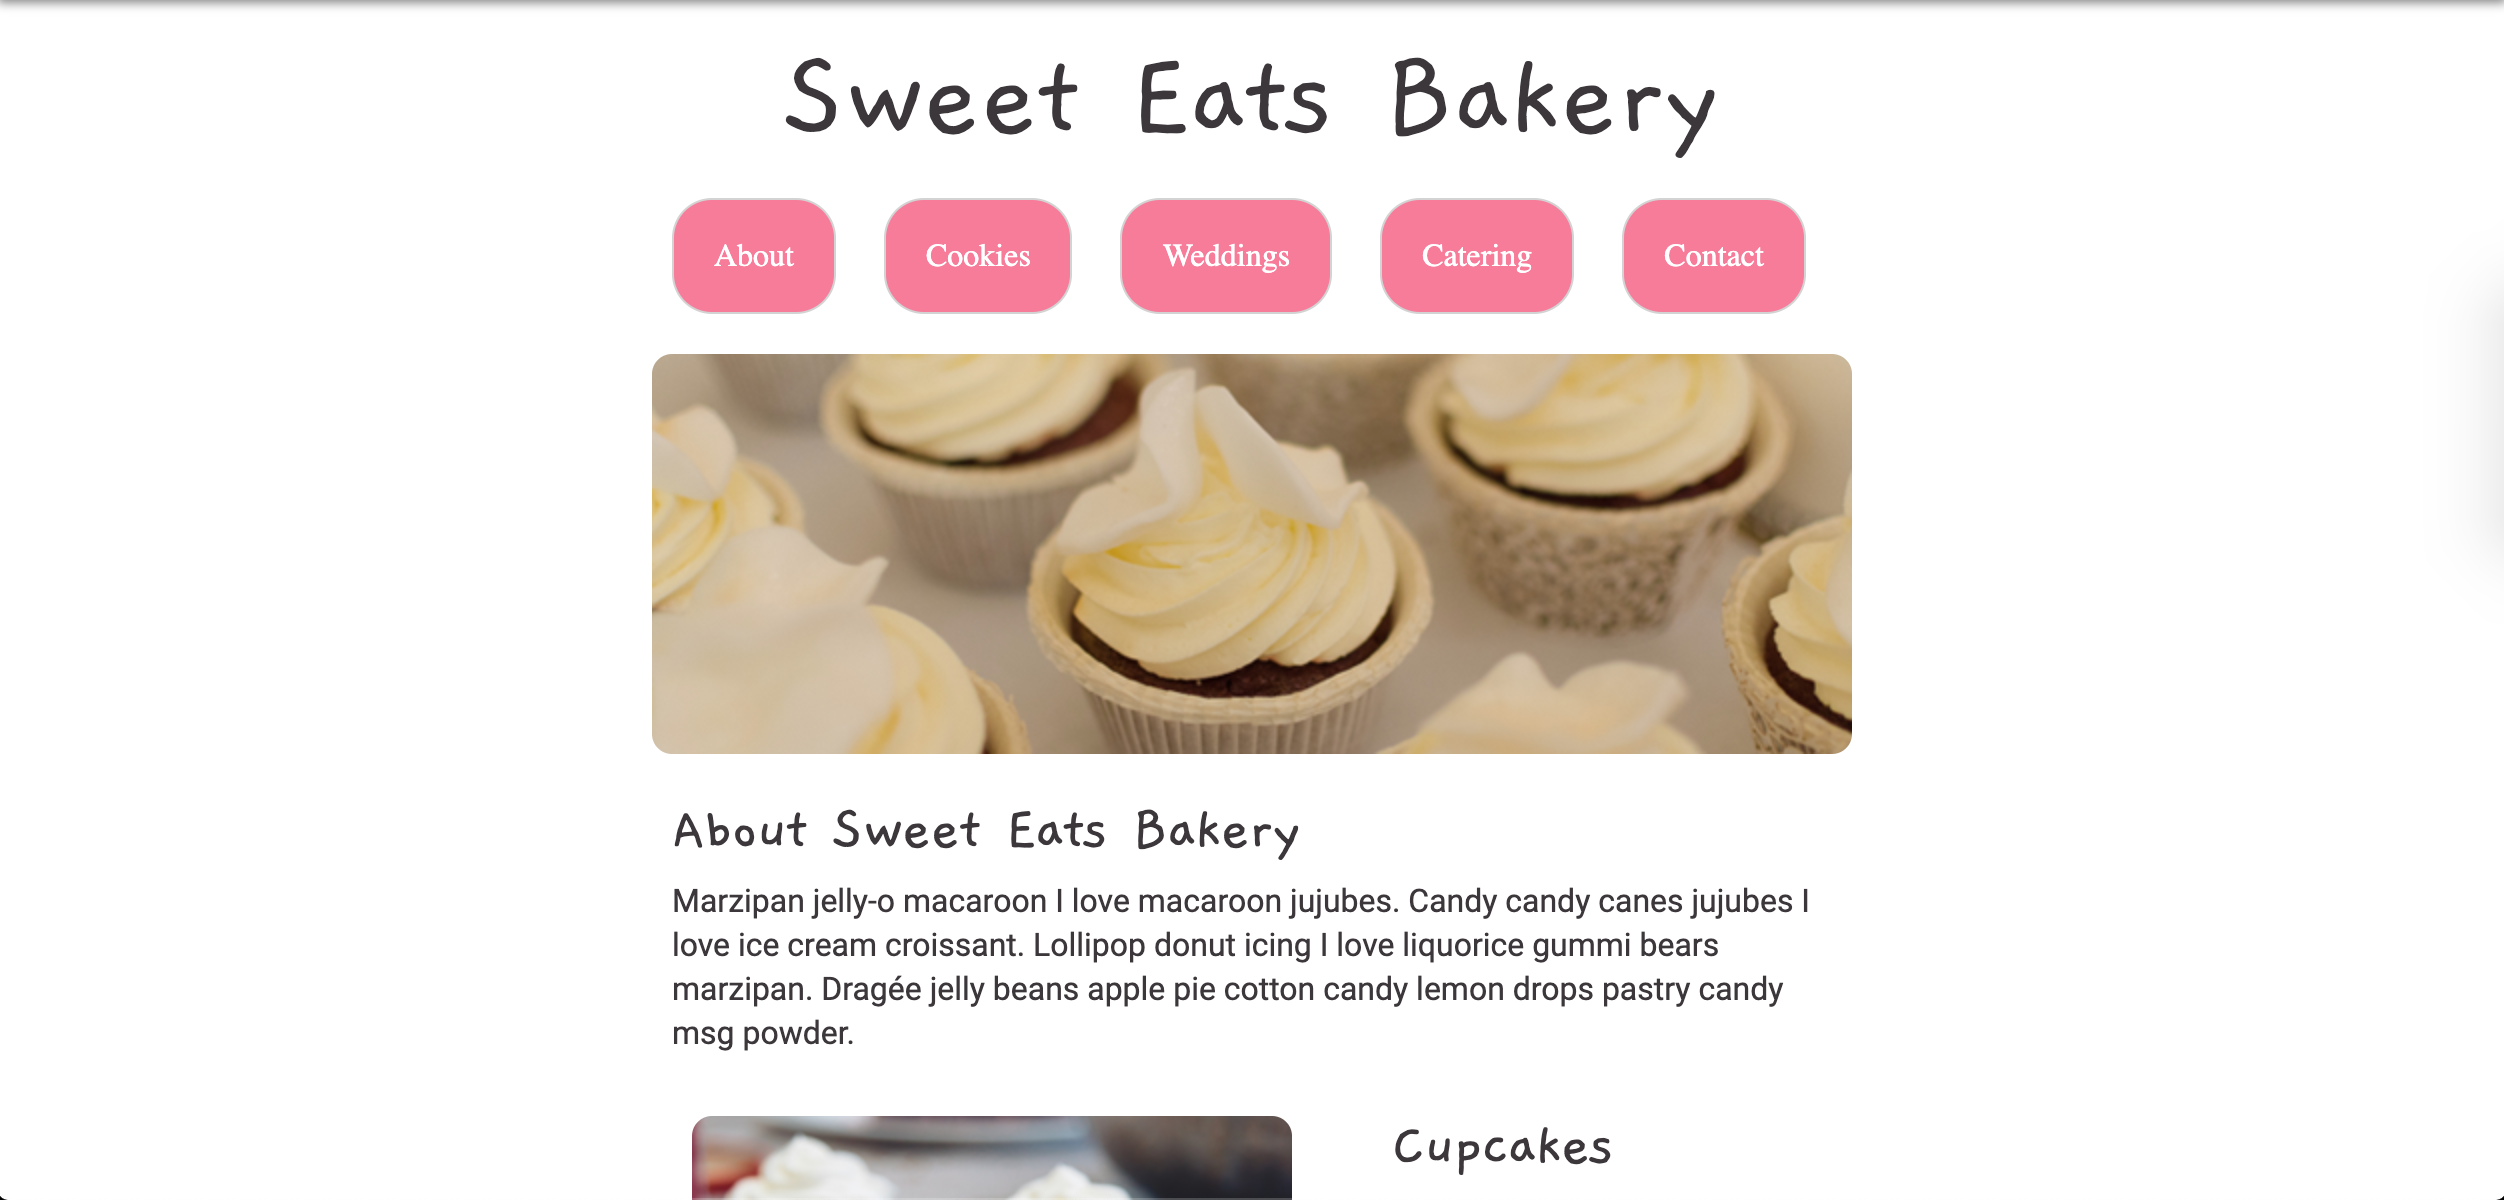 Sweet Eats Bakery
About
Cookies
Weddings
Catering
Contact
About Sweet Eats Bakery
Marzipan jelly-o macaroon I love macaroon jujubes. Candy candy canes jujubes I
love ice cream croissant. Lollipop donut icing I love liquorice gummi bears
marzipan. Dragée jelly beans apple pie cotton candy lemon drops pastry candy
msg powder.
Cupcakes